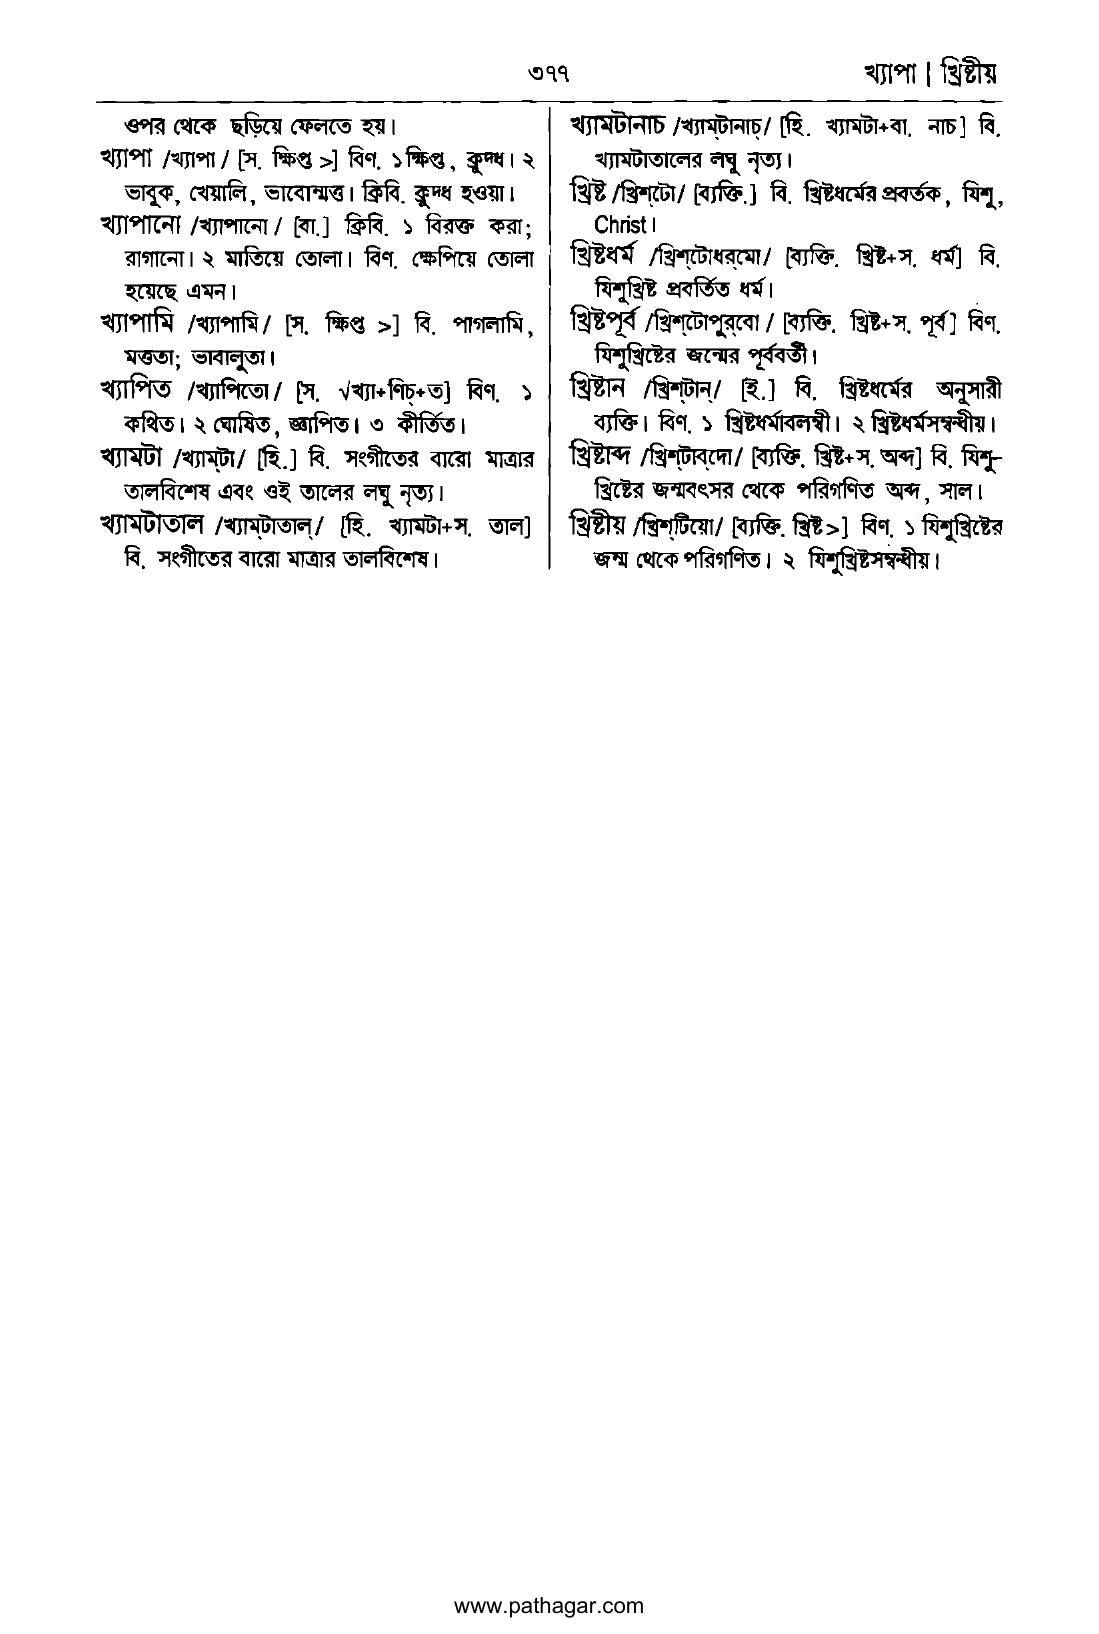 ৩৭৭
খ্যাপা | খ্রিষ্টীয়
ওপর থেকে ছড়িয়ে ফেলতে হয়।
খ্যাপা /খ্যাপা/ [স. ক্ষিপ্ত >] বিণ. ১ ক্ষিপ্ত, ক্রুদ্ধ। ২
ভাবুক, খেয়ালি, ভাবোন্মত্ত। ক্রিবি. ক্রুদ্ধ হওয়া।
খ্যাপানো /খ্যাপানো/ [বা.] ক্রিবি. ১ বিরক্ত করা;
রাগানো। ২ মাতিয়ে তোলা। বিণ. ক্ষেপিয়ে তোলা
হয়েছে এমন।
খ্যাপামি /খ্যাপামি/ [স. ক্ষিপ্ত >] বি. পাগলামি,
মত্ততা; ভাবালুতা।
খ্যাপিত /খ্যাপিতো/ [স. √খ্যা+ণিচ্+ত] বিণ. ১
কথিত। ২ ঘোষিত, জ্ঞাপিত। ৩ কীর্তিত।
খ্যামটা /খ্যাম্‌টা/ [হি.] বি. সংগীতের বারো মাত্রার
তালবিশেষ এবং ওই তালের লঘু নৃত্য।
খ্যামটাতাল /খ্যাম্‌টাতাল্/ [হি. খ্যামটা+স. তাল]
বি. সংগীতের বারো মাত্রার তালবিশেষ।
খ্যামটানাচ /খ্যাম্‌টানাচ্/ [হি. খ্যামটা+বা. নাচ] বি.
খ্যামটাতালের লঘু নৃত্য।
খ্রিষ্ট /খ্রিশ্‌টো/ [ব্যক্তি.] বি. খ্রিষ্টধর্মের প্রবর্তক, যিশু,
Christ।
খ্রিষ্টধর্ম /খ্রিশ্‌টোধর্‌মো/ [ব্যক্তি. খ্রিষ্ট+স. ধর্ম] বি.
যিশুখ্রিষ্ট প্রবর্তিত ধর্ম।
খ্রিষ্টপূর্ব /খ্রিশ্‌টোপুর্‌বো/ [ব্যক্তি. খ্রিষ্ট+স. পূর্ব] বিণ.
যিশুখ্রিষ্টের জন্মের পূর্ববর্তী।
খ্রিষ্টান /খ্রিশ্‌টান্/ [ই.] বি. খ্রিষ্টধর্মের অনুসারী
ব্যক্তি। বিণ. ১ খ্রিষ্টধর্মাবলম্বী। ২ খ্রিষ্টধর্মসম্বন্ধীয়।
খ্রিষ্টাব্দ /খ্রিশ্‌টাব্‌দো/ [ব্যক্তি. খ্রিষ্ট+স. অব্দ] বি. যিশু-
খ্রিষ্টের জন্মবৎসর থেকে পরিগণিত অব্দ, সাল।
খ্রিষ্টীয় /খ্রিশ্‌টিয়ো/ [ব্যক্তি. খ্রিষ্ট>] বিণ. ১ যিশুখ্রিষ্টের
জন্ম থেকে পরিগণিত। ২ যিশুখ্রিষ্টসম্বন্ধীয়।
www.pathagar.com